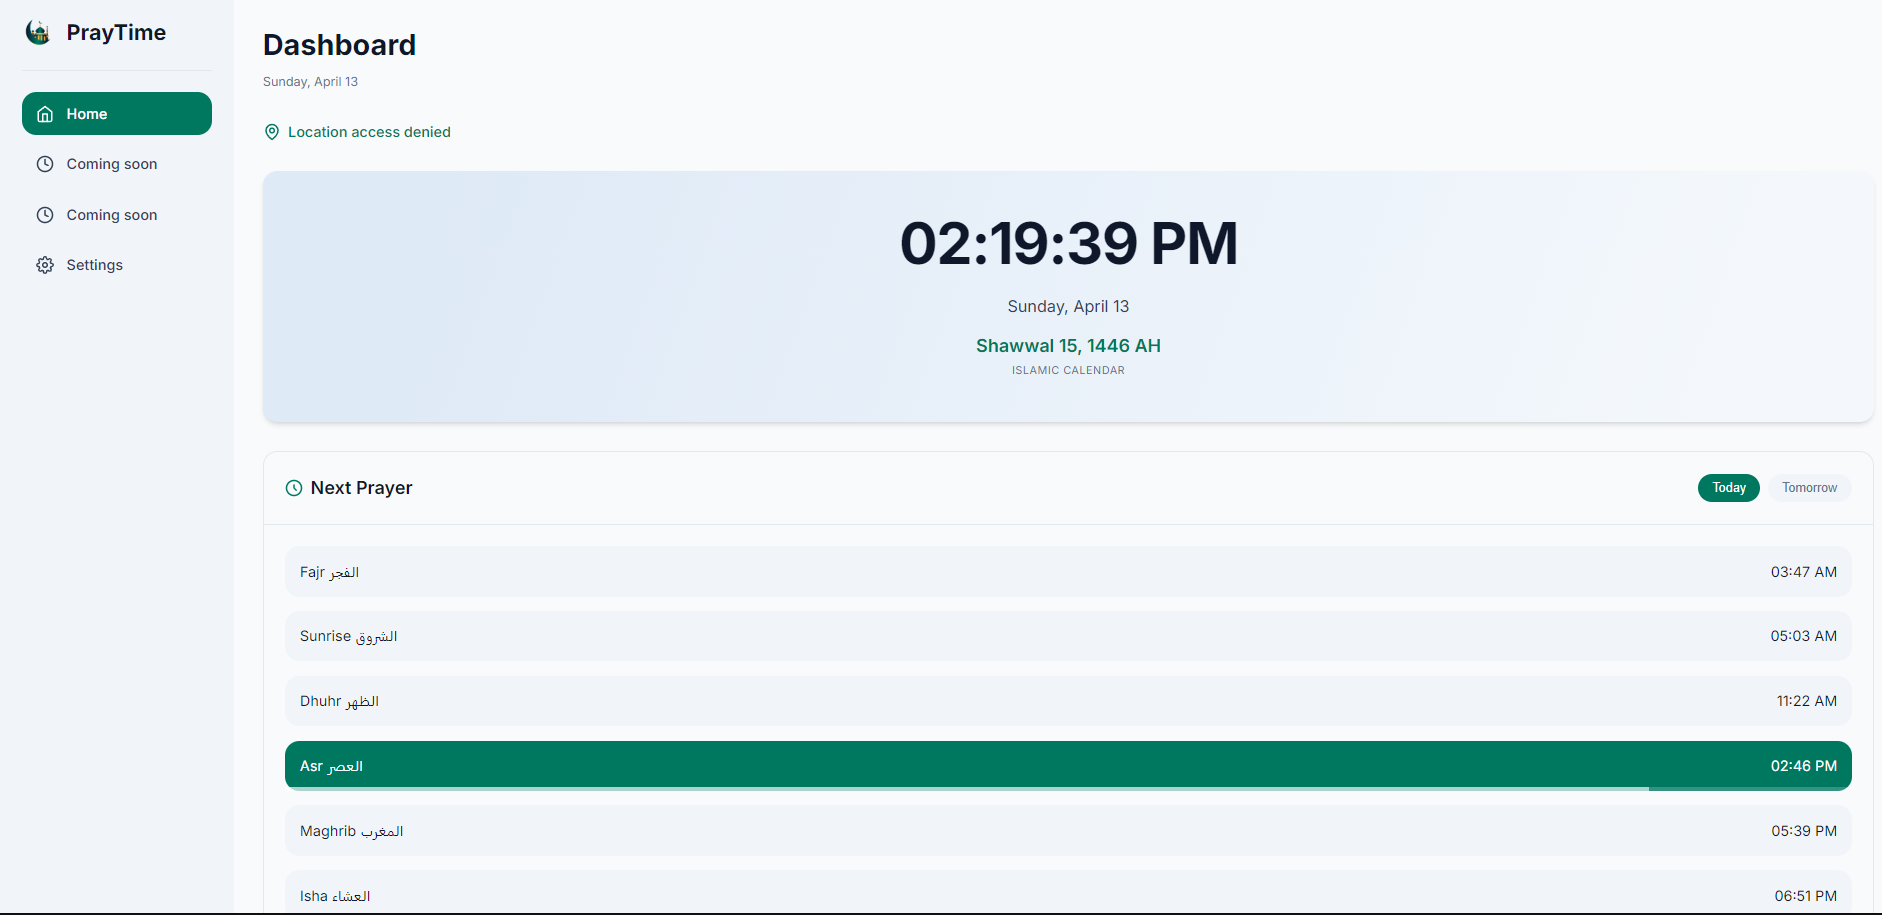 PrayTime
Home
Coming soon
Coming soon
Settings
Dashboard
Sunday, April 13
Location access denied
02:19:39 PM
Sunday, April 13
Shawwal 15, 1446 AH
ISLAMIC CALENDAR
Next Prayer
Today
Tomorrow
Fajr الفجر
03:47 AM
Sunrise الشروق
05:03 AM
Dhuhr الظهر
11:22 AM
Asr العصر
02:46 PM
Maghrib المغرب
05:39 PM
Isha العشاء
06:51 PM